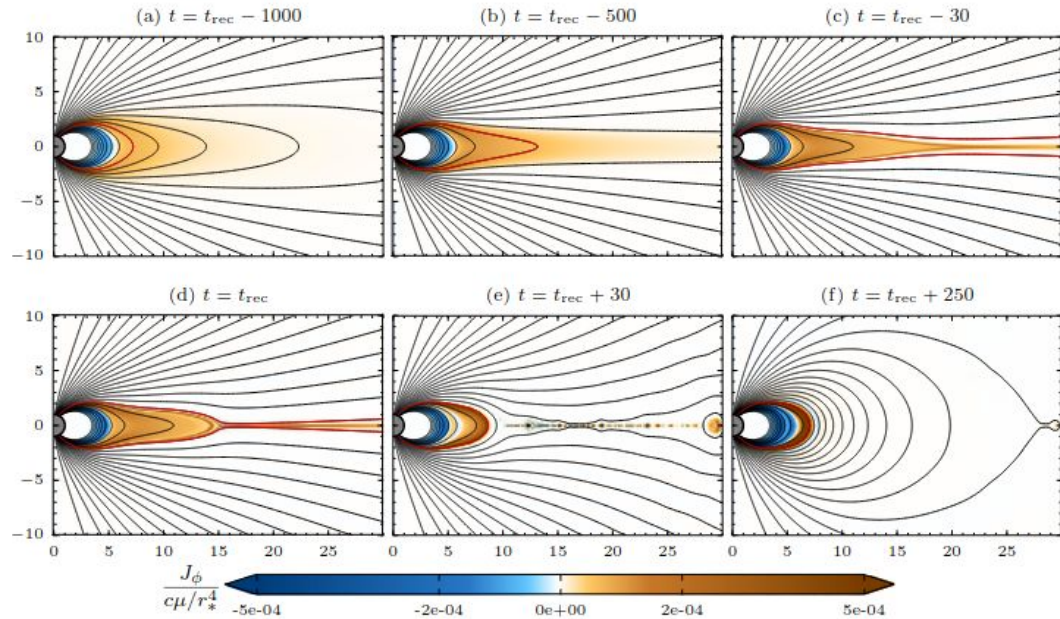 (a) t = t_rec − 1000
(b) t = t_rec − 500
(c) t = t_rec − 30
10
5
0
−5
−10
(d) t = t_rec
(e) t = t_rec + 30
(f) t = t_rec + 250
10
5
0
−5
−10
0 5 10 15 20 25 30
0 5 10 15 20 25 30
0 5 10 15 20 25
J_ϕ
cμ/r_*^4
-5e-04 -2e-04 0e+00 2e-04 5e-04